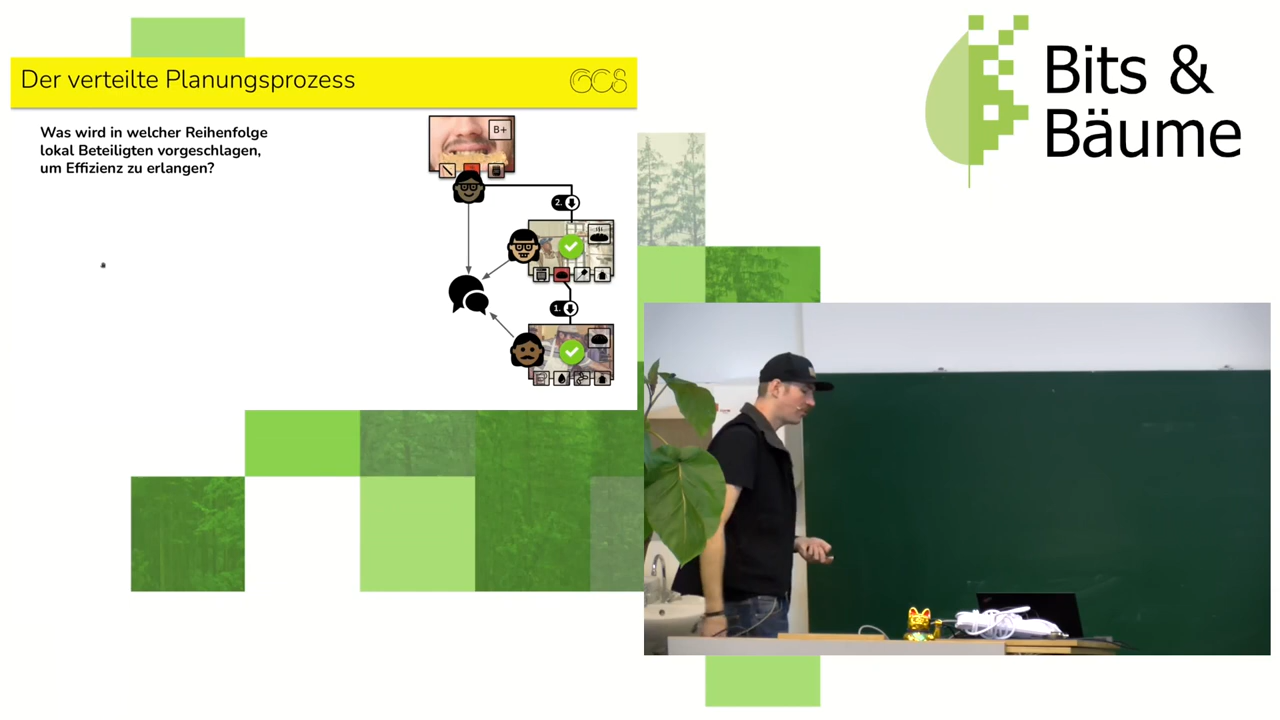 Der verteilte Planungsprozess
GCS
Was wird in welcher Reihenfolge
lokal Beteiligten vorgeschlagen,
um Effizienz zu erlangen?
B+
2.
1.
Bits &
Bäume